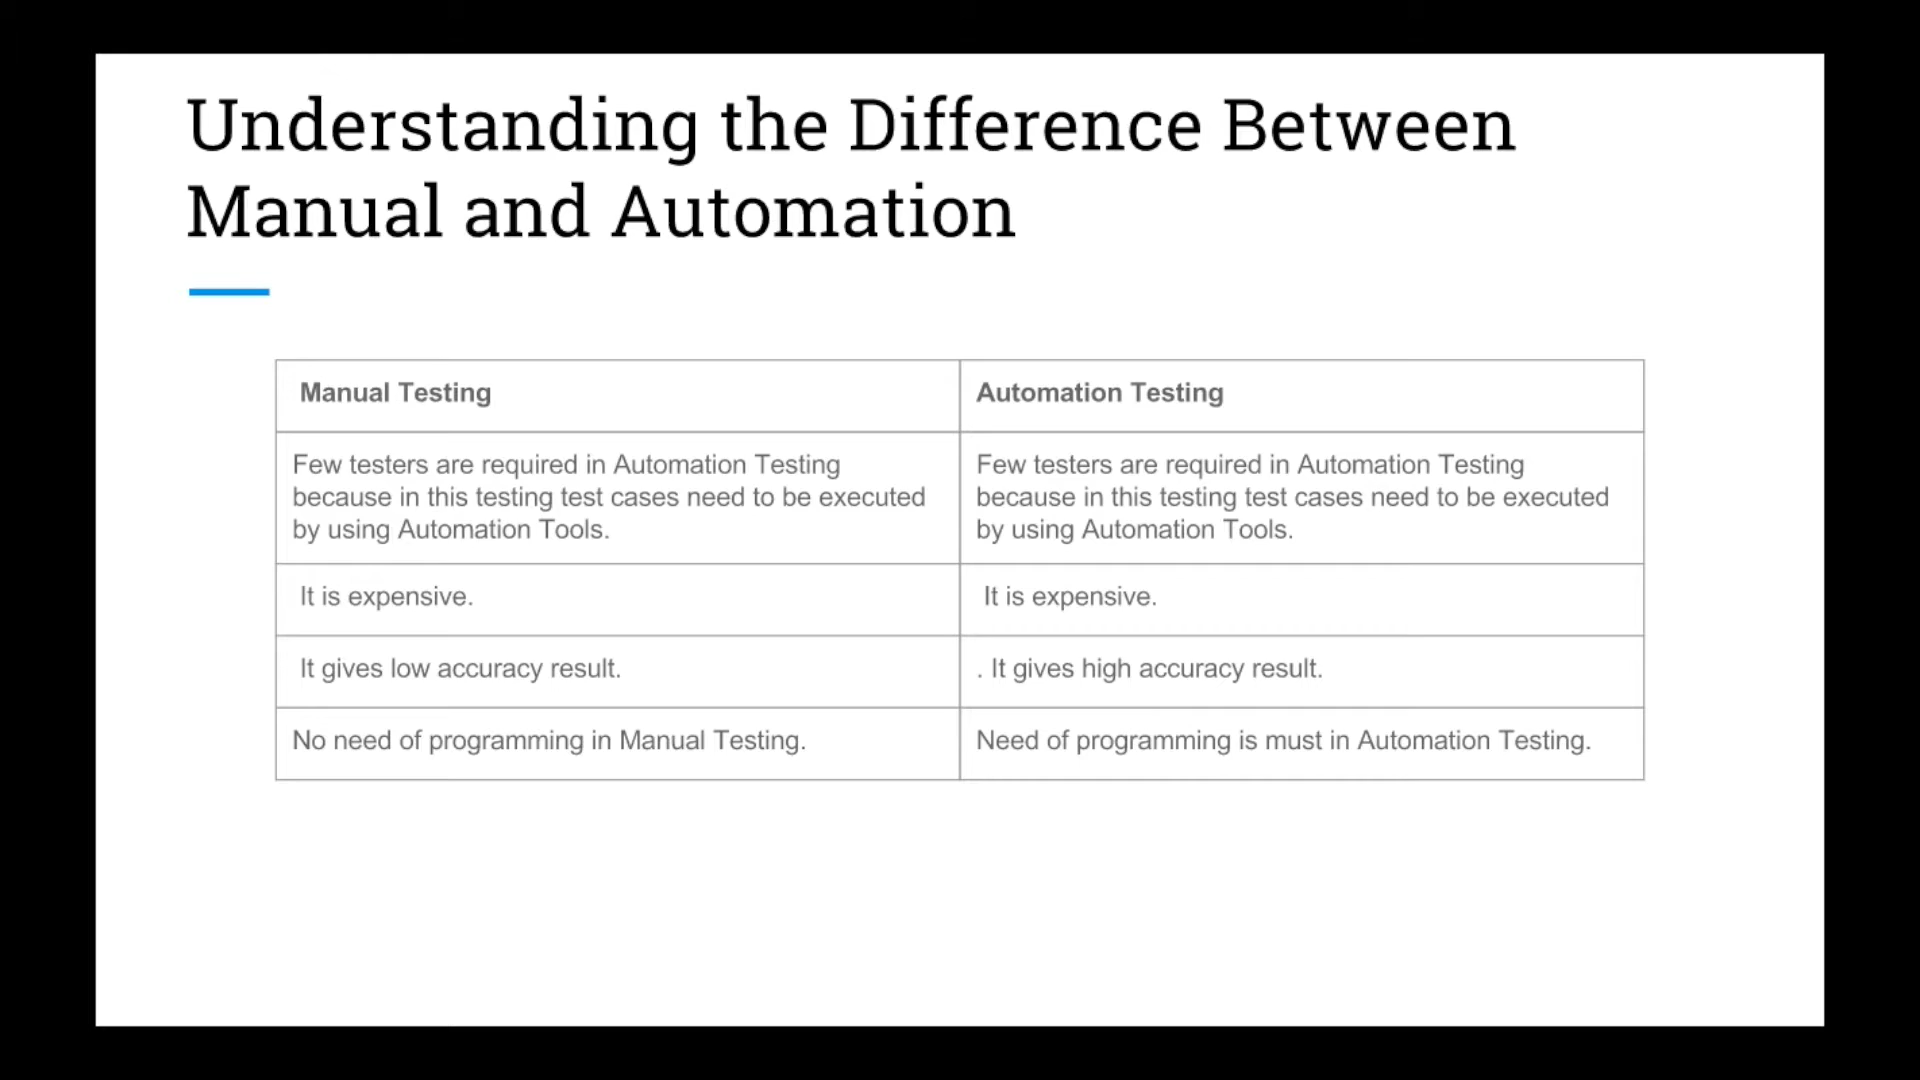 Understanding the Difference Between
Manual and Automation
Manual Testing
Automation Testing
Few testers are required in Automation Testing
because in this testing test cases need to be executed
by using Automation Tools.
Few testers are required in Automation Testing
because in this testing test cases need to be executed
by using Automation Tools.
It is expensive.
It is expensive.
It gives low accuracy result.
. It gives high accuracy result.
No need of programming in Manual Testing.
Need of programming is must in Automation Testing.